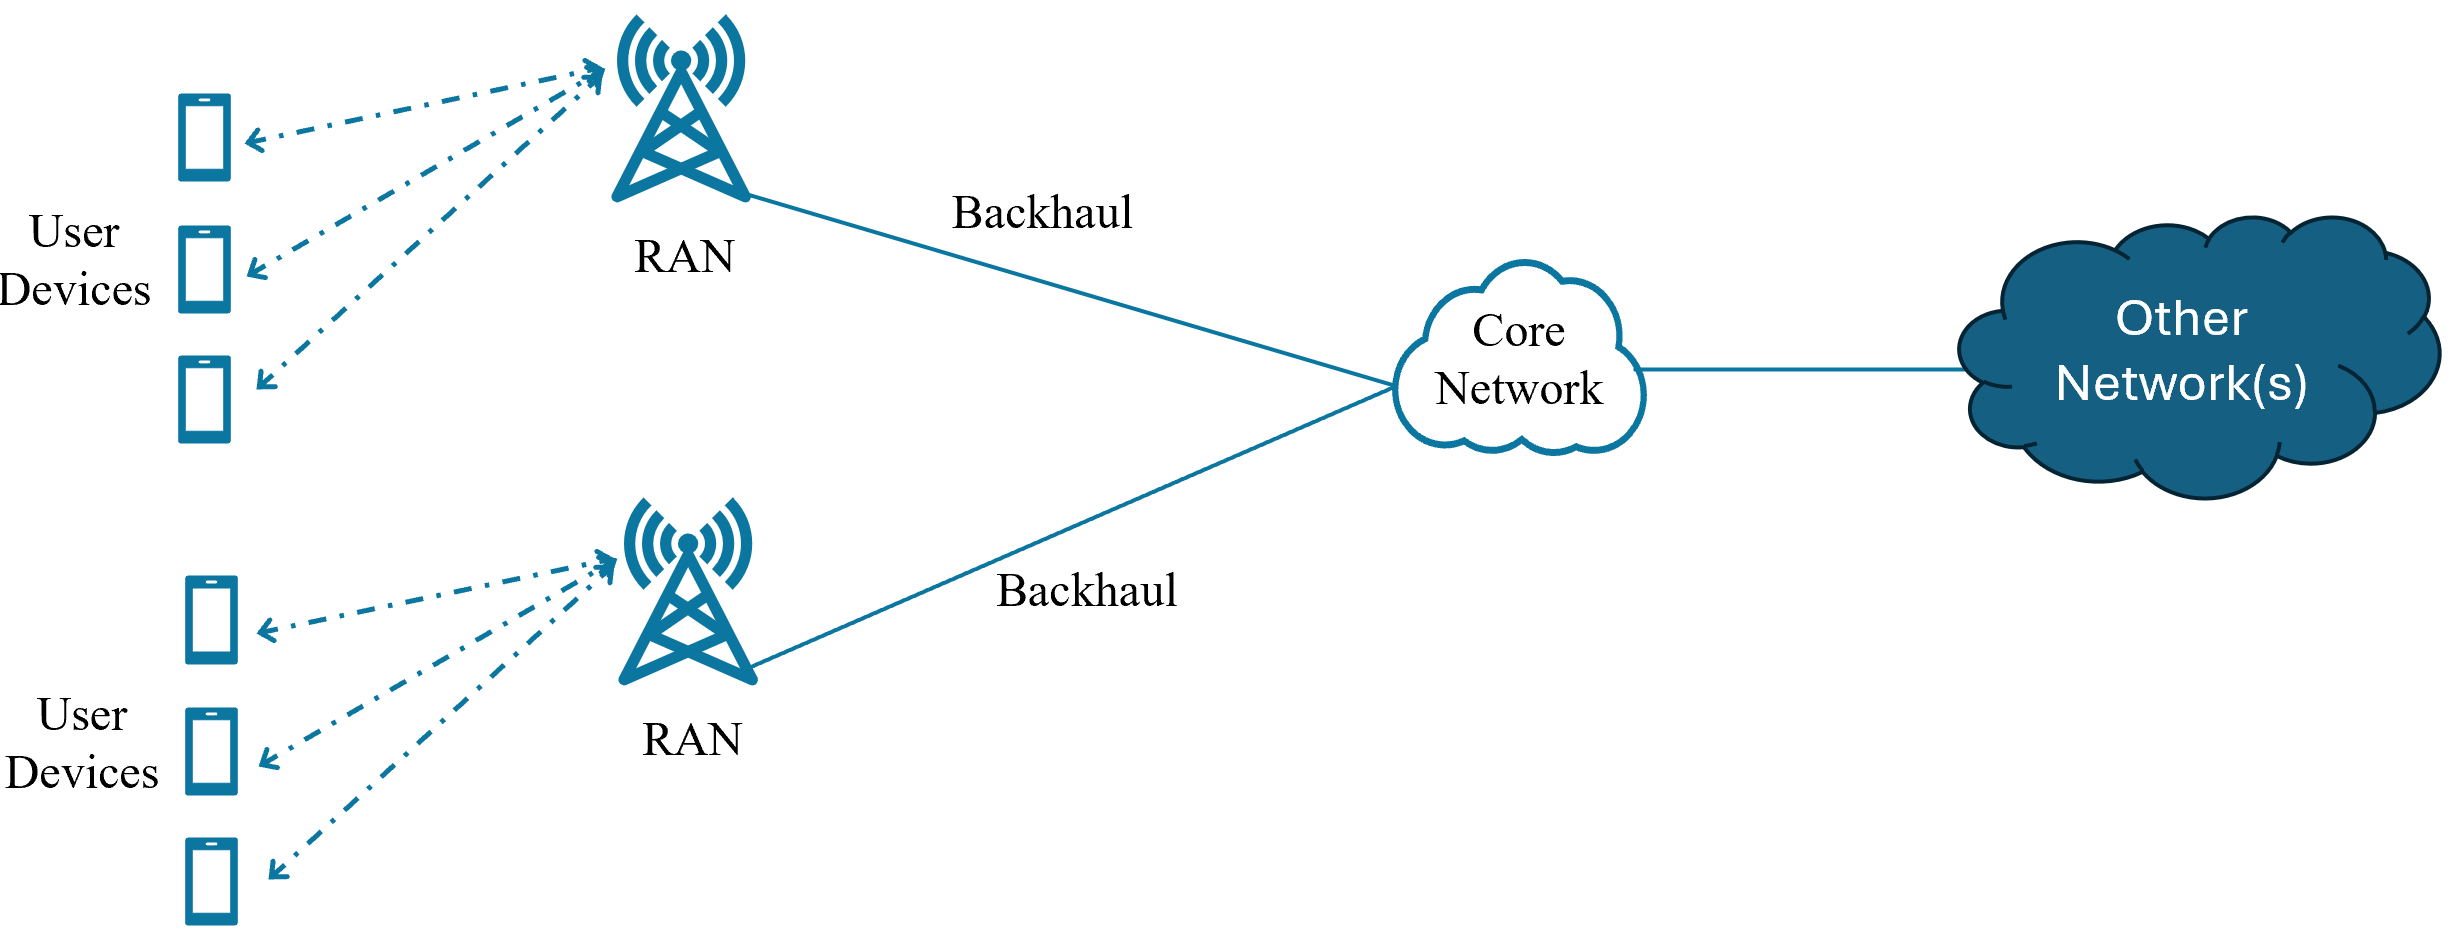 User
Devices
RAN
Backhaul
Core
Network
Other
Network(s)
Backhaul
User
Devices
RAN